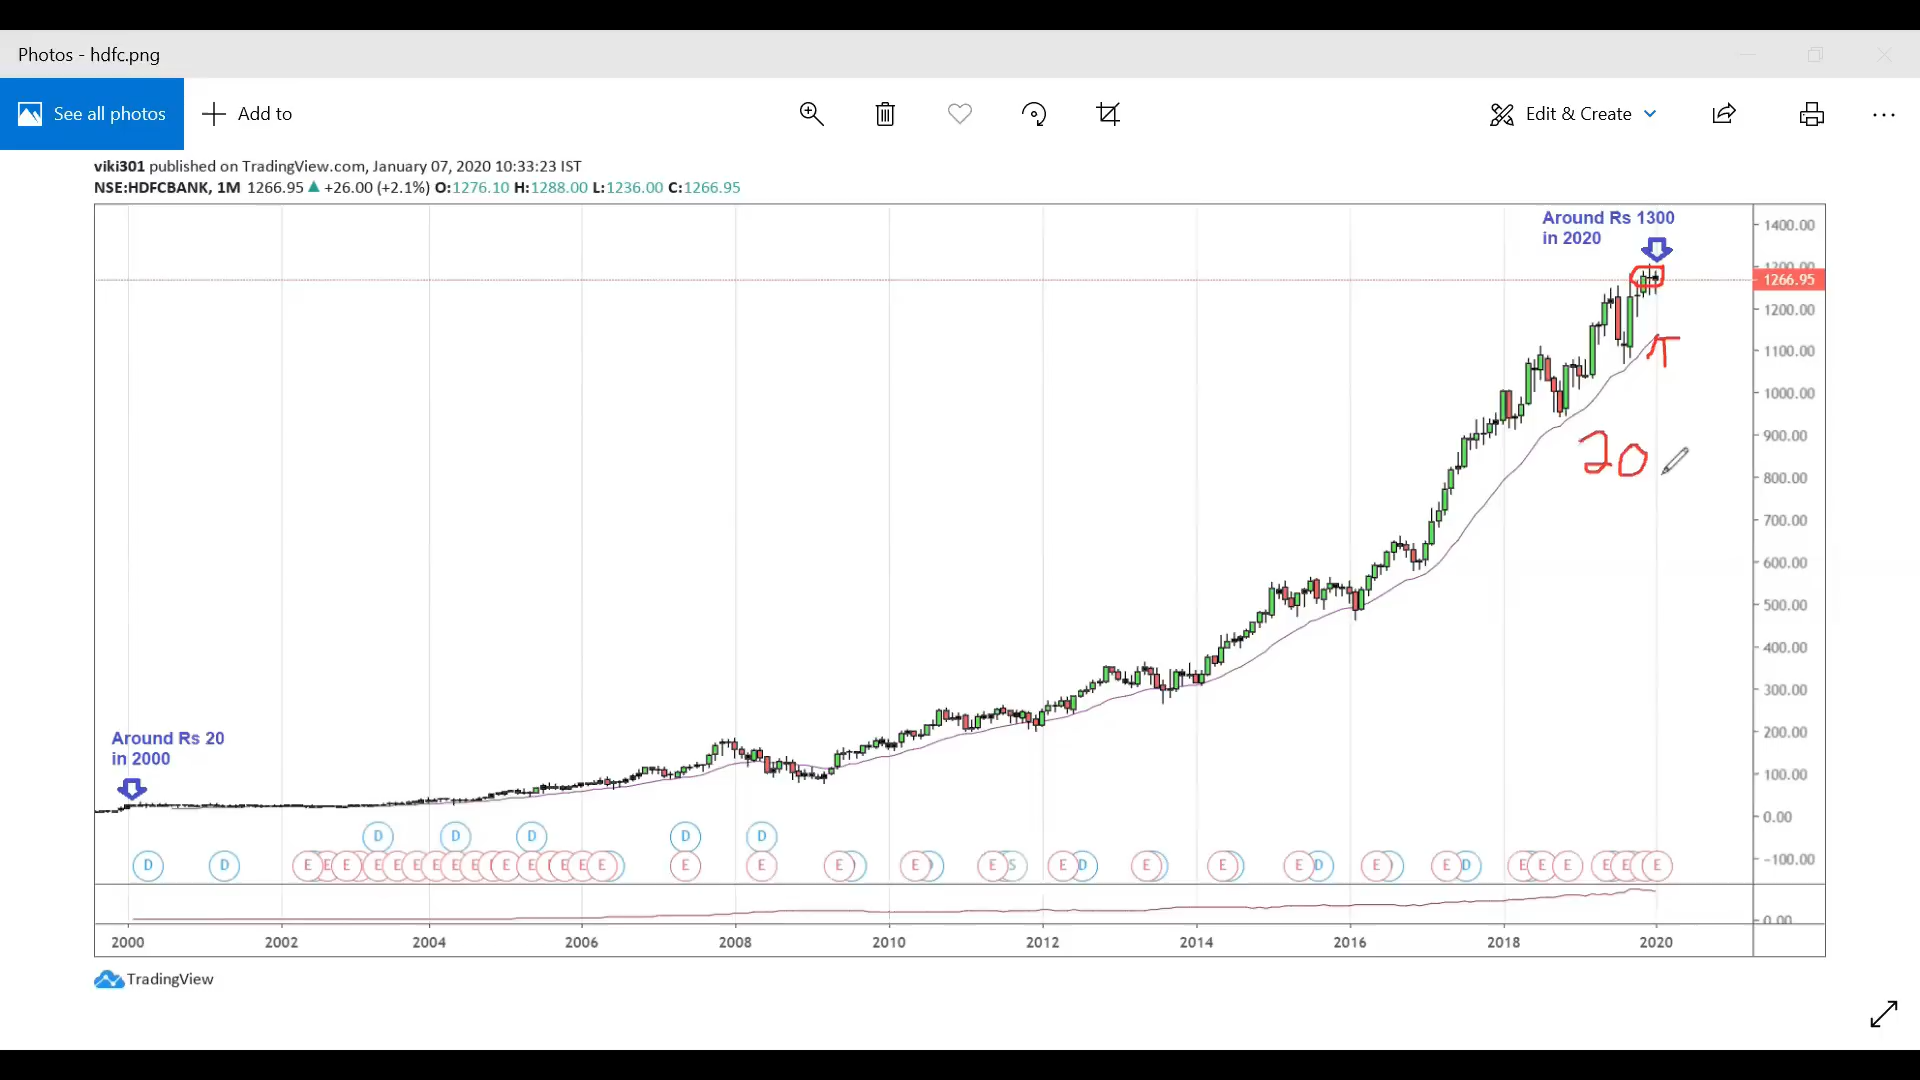 Photos - hdfc.png
See all photos
Add to
Edit & Create
viki301 published on TradingView.com, January 07, 2020 10:33:23 IST
NSE:HDFCBANK, 1M 1266.95 ▲ +26.00 (+2.1%) O:1276.10 H:1288.00 L:1236.00 C:1266.95
Around Rs 1300
in 2020
1400.00
1300.00
1266.95
1200.00
1100.00
1000.00
900.00
20
800.00
700.00
600.00
500.00
400.00
300.00
200.00
100.00
0.00
-100.00
0.00
Around Rs 20
in 2000
D D D D D
D D E E E E E E E E E E E E E E E E E E E E S E D E E E D E E D E E E E E E
2000 2002 2004 2006 2008 2010 2012 2014 2016 2018 2020
TradingView